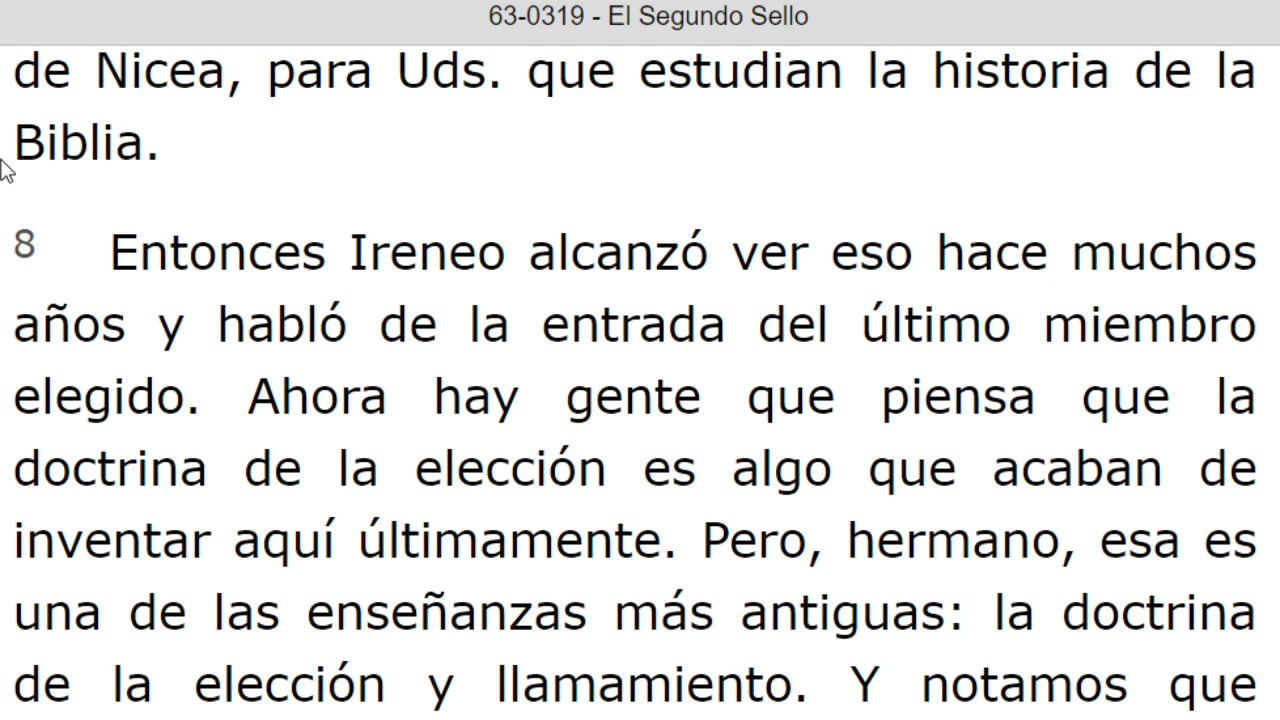 63-0319 - El Segundo Sello
de Nicea, para Uds. que estudian la historia de la
Biblia.
8 Entonces Ireneo alcanzó ver eso hace muchos
años y habló de la entrada del último miembro
elegido. Ahora hay gente que piensa que la
doctrina de la elección es algo que acaban de
inventar aquí últimamente. Pero, hermano, esa es
una de las enseñanzas más antiguas: la doctrina
de la elección y llamamiento. Y notamos que